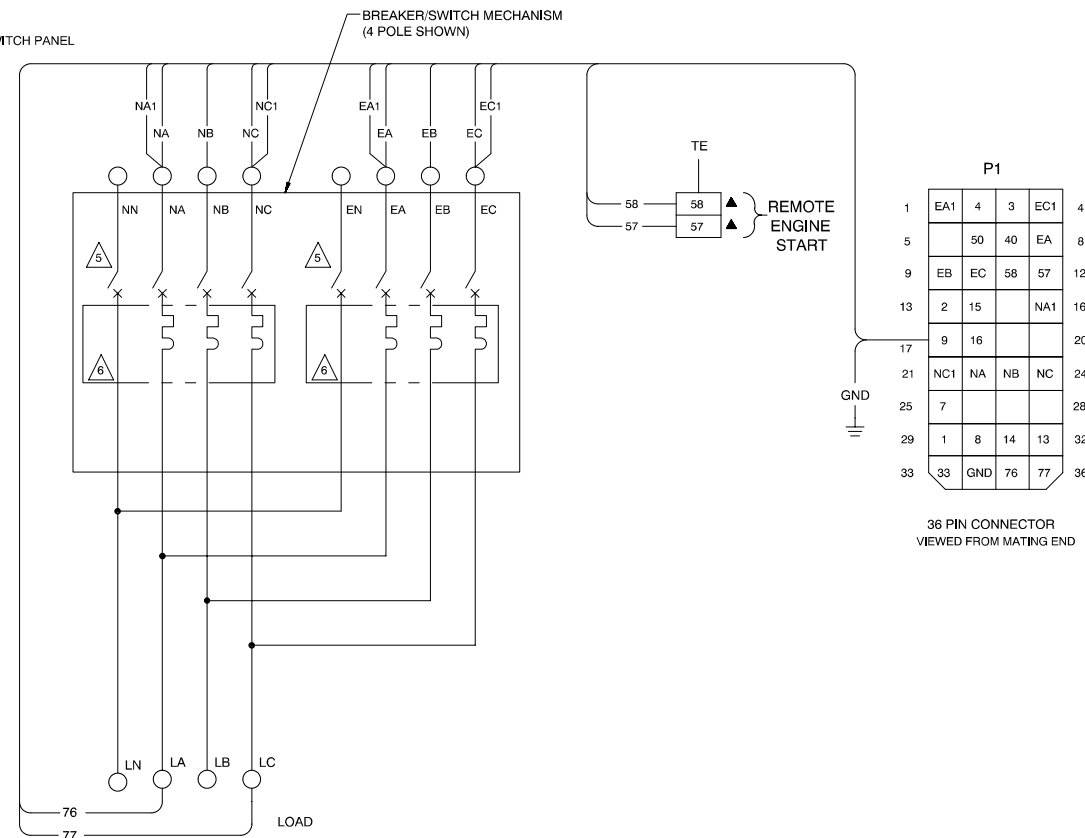 BREAKER/SWITCH MECHANISM
(4 POLE SHOWN)
TCH PANEL
NA1 NC1 EA1 EC1
NA NB NC EA EB EC
NN NA NB NC EN EA EB EC
5 5
6 6
TE
58 58
57 57
REMOTE
ENGINE
START
GND
P1
1 EA1 4 3 EC1 4
5 50 40 EA 8
9 EB EC 58 57 12
13 2 15 NA1 16
17 9 16 20
21 NC1 NA NB NC 24
25 7 28
29 1 8 14 13 32
33 33 GND 76 77 36
36 PIN CONNECTOR
VIEWED FROM MATING END
LN LA LB LC
76
77
LOAD